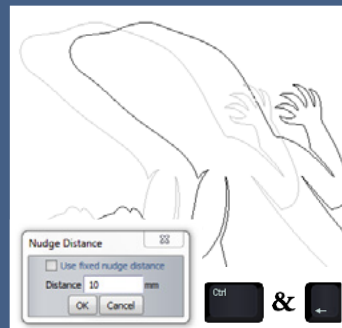 Nudge Distance
Use fixed nudge distance
Distance 10 mm
OK Cancel
Ctrl & ←